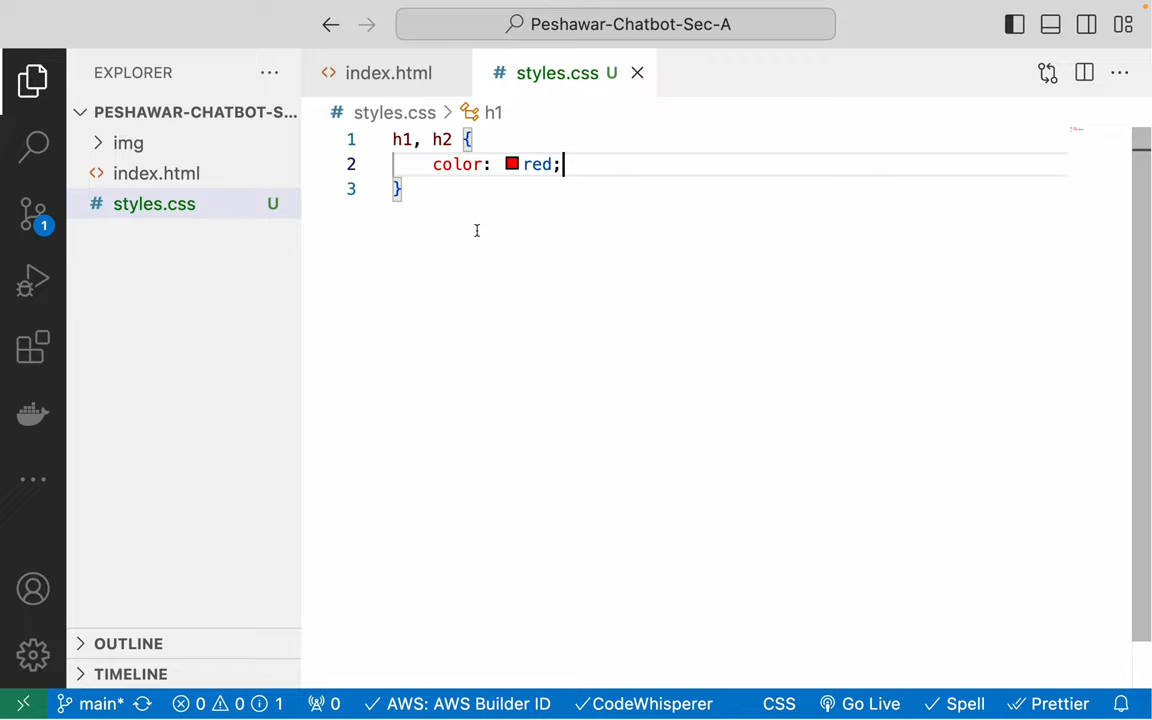 Peshawar-Chatbot-Sec-A
EXPLORER
PESHAWAR-CHATBOT-S...
img
index.html
styles.css U
OUTLINE
TIMELINE
index.html
styles.css U
styles.css > h1
1 h1, h2 {
2 color: red;
3 }
1
main* 0 0 1 0 AWS: AWS Builder ID CodeWhisperer CSS Go Live Spell Prettier